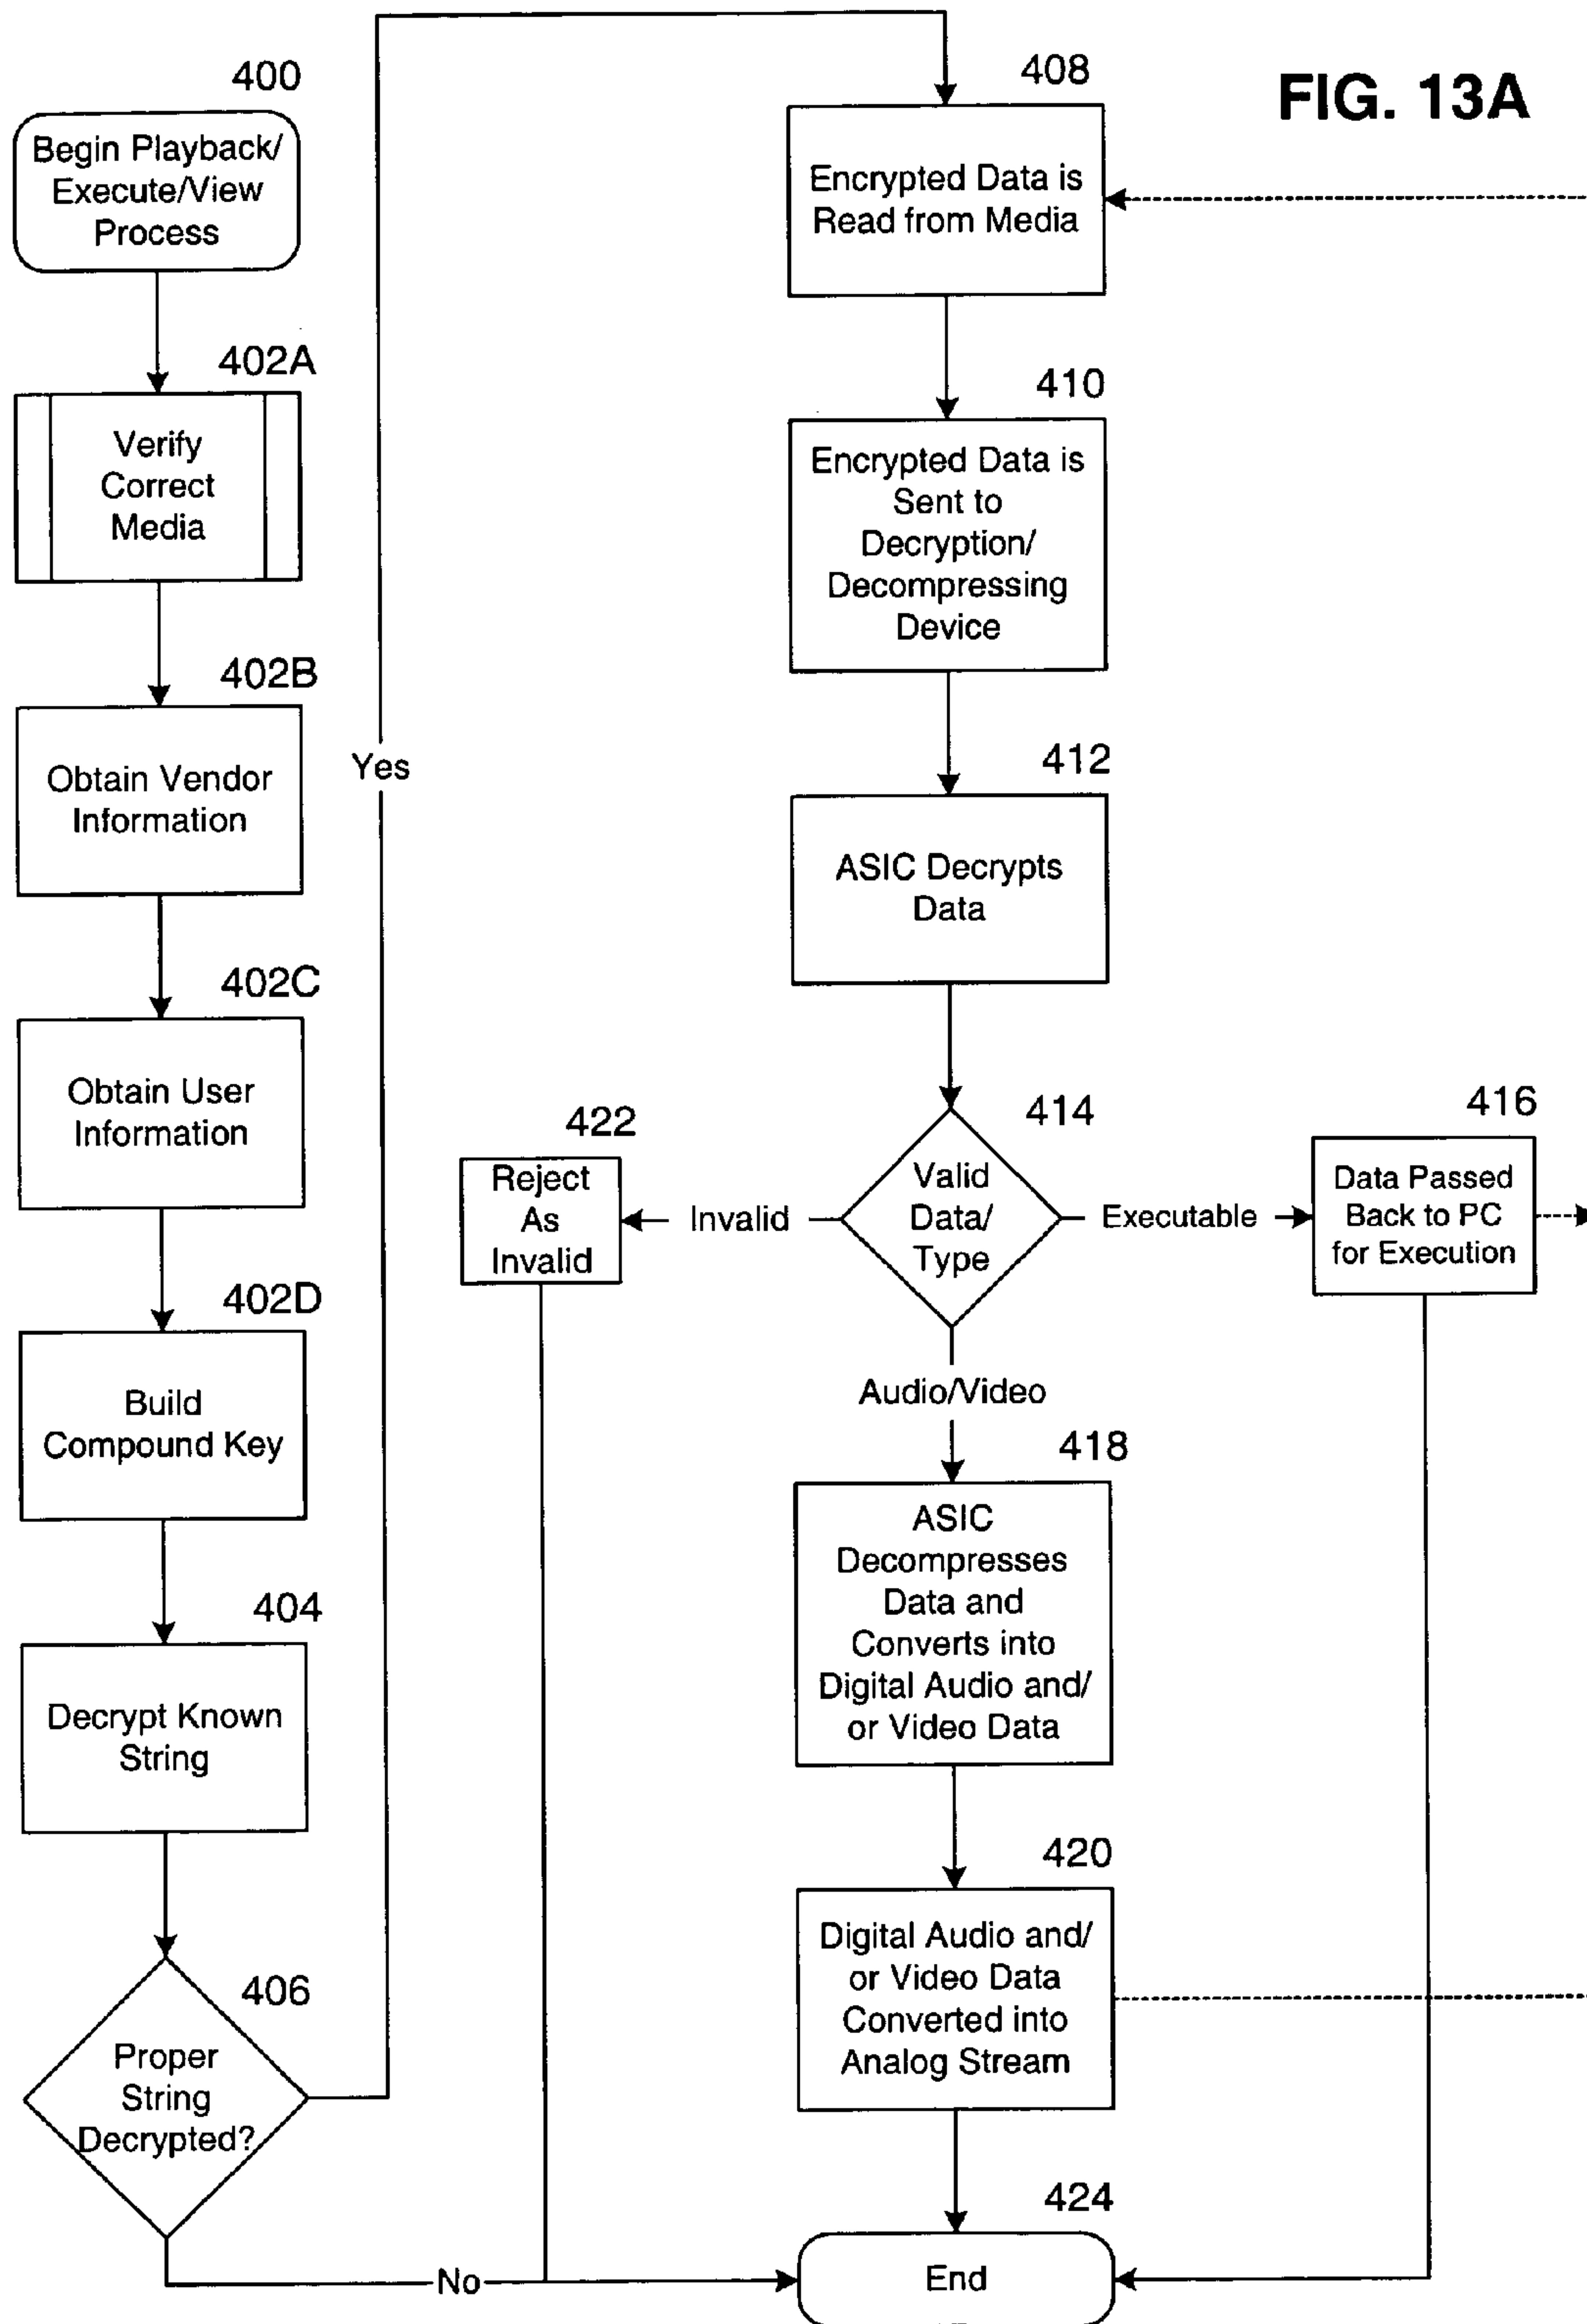 FIG. 13A
400
Begin Playback/
Execute/View
Process
402A
Verify
Correct
Media
402B
Obtain Vendor
Information
402C
Obtain User
Information
402D
Build
Compound Key
404
Decrypt Known
String
406
Proper
String
Decrypted?
Yes
No
408
Encrypted Data is
Read from Media
410
Encrypted Data is
Sent to
Decryption/
Decompressing
Device
412
ASIC Decrypts
Data
414
Valid
Data/
Type
Invalid
422
Reject
As
Invalid
Executable
416
Data Passed
Back to PC
for Execution
Audio/Video
418
ASIC
Decompresses
Data and
Converts into
Digital Audio and/
or Video Data
420
Digital Audio and/
or Video Data
Converted into
Analog Stream
424
End